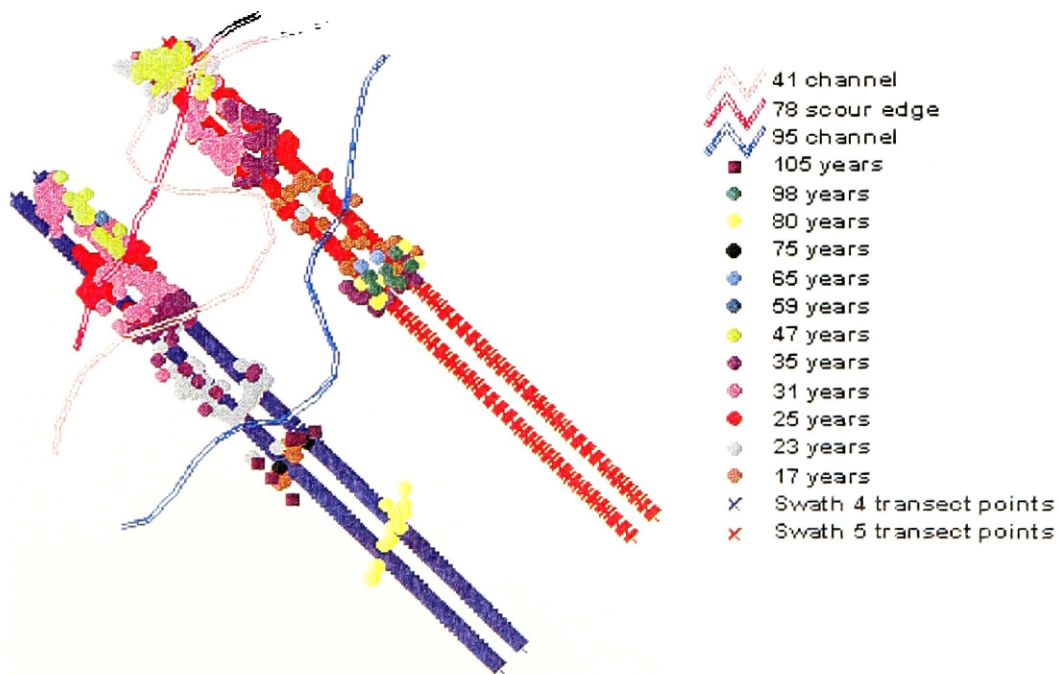 41 channel
78 scour edge
95 channel
105 years
98 years
80 years
75 years
65 years
59 years
47 years
35 years
31 years
25 years
23 years
17 years
Swath 4 transect points
Swath 5 transect points